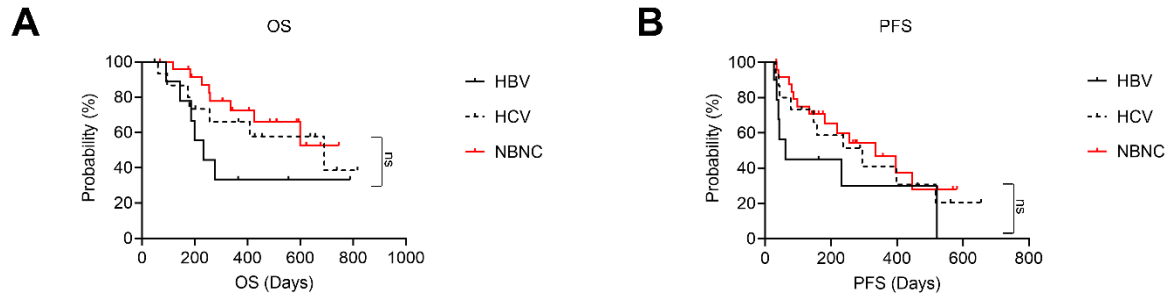 A
OS
Probability (%)
100
80
60
40
20
0
0 200 400 600 800 1000
OS (Days)
HBV
HCV
NBNC
ns
B
PFS
Probability (%)
100
80
60
40
20
0
0 200 400 600 800
PFS (Days)
HBV
HCV
NBNC
ns